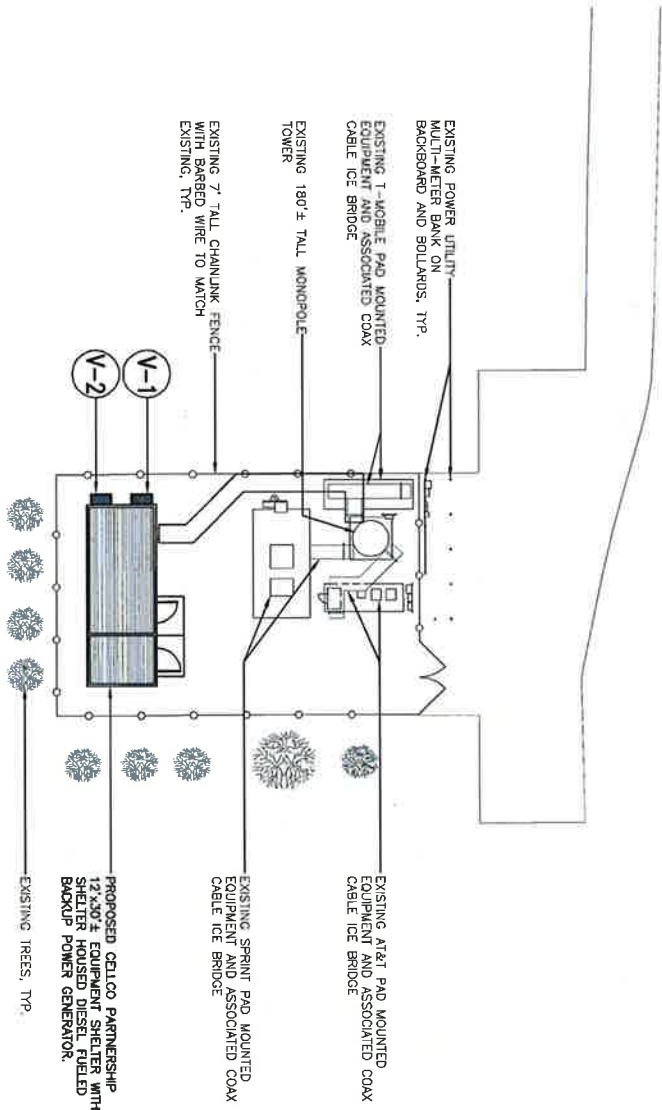 EXISTING POWER UTILITY
MULTI-METER BANK ON
BACKBOARD AND BOLLARDS, TYP.
EXISTING T-MOBILE PAD MOUNTED
EQUIPMENT AND ASSOCIATED COAX
CABLE ICE BRIDGE
EXISTING 180'± TALL MONOPOLE
TOWER
EXISTING 7' TALL CHAINLINK FENCE
WITH BARBED WIRE TO MATCH
EXISTING, TYP.
V-1
V-2
EXISTING AT&T PAD MOUNTED
EQUIPMENT AND ASSOCIATED COAX
CABLE ICE BRIDGE
EXISTING SPRINT PAD MOUNTED
EQUIPMENT AND ASSOCIATED COAX
CABLE ICE BRIDGE
PROPOSED CELLCO PARTNERSHIP
12'x30'± EQUIPMENT SHELTER WITH
SHELTER HOUSED DIESEL FUELED
BACKUP POWER GENERATOR.
EXISTING TREES, TYP.